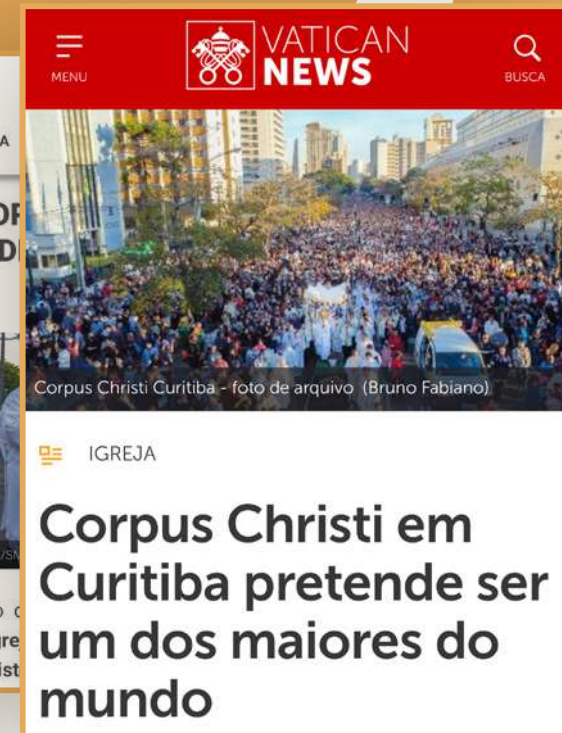 MENU
VATICAN
NEWS
BUSCA
Corpus Christi Curitiba - foto de arquivo (Bruno Fabiano)
IGREJA
Corpus Christi em
Curitiba pretende ser
um dos maiores do
mundo